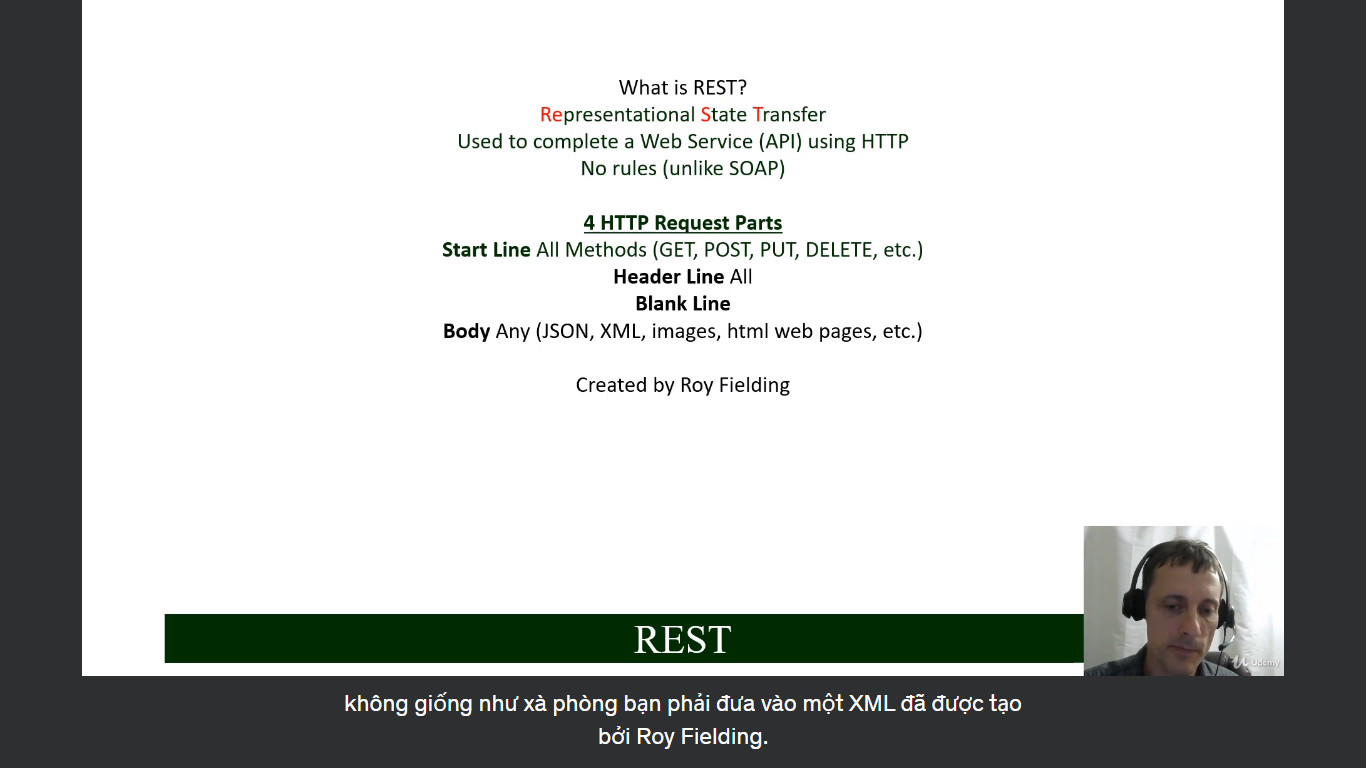 What is REST?
Representational State Transfer
Used to complete a Web Service (API) using HTTP
No rules (unlike SOAP)
4 HTTP Request Parts
Start Line All Methods (GET, POST, PUT, DELETE, etc.)
Header Line All
Blank Line
Body Any (JSON, XML, images, html web pages, etc.)
Created by Roy Fielding
REST
Udemy
không giống như xà phòng bạn phải đưa vào một XML đã được tạo
bởi Roy Fielding.